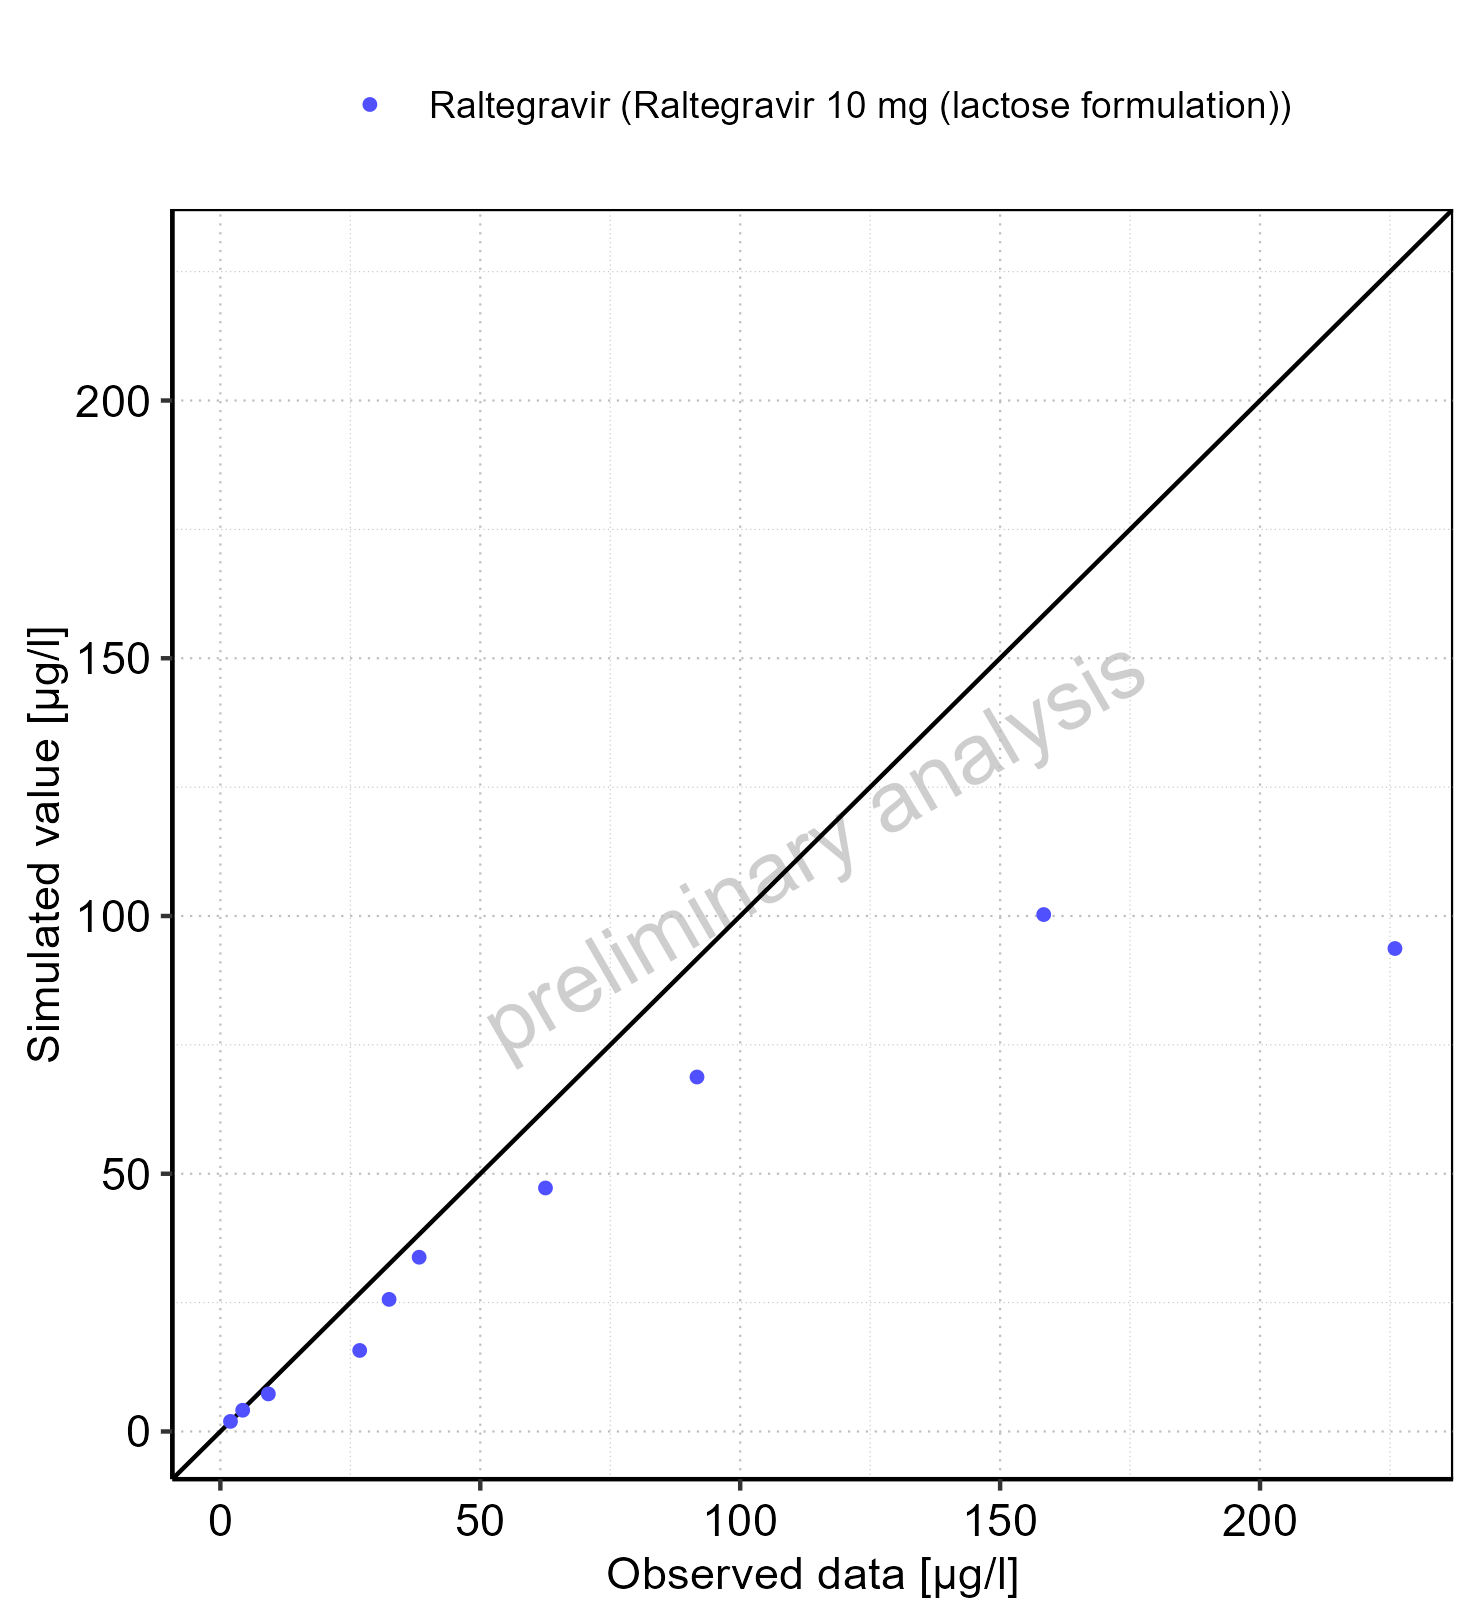 Raltegravir (Raltegravir 10 mg (lactose formulation))
200
150
100
50
0
Simulated value [µg/l]
preliminary analysis
0 50 100 150 200
Observed data [µg/l]